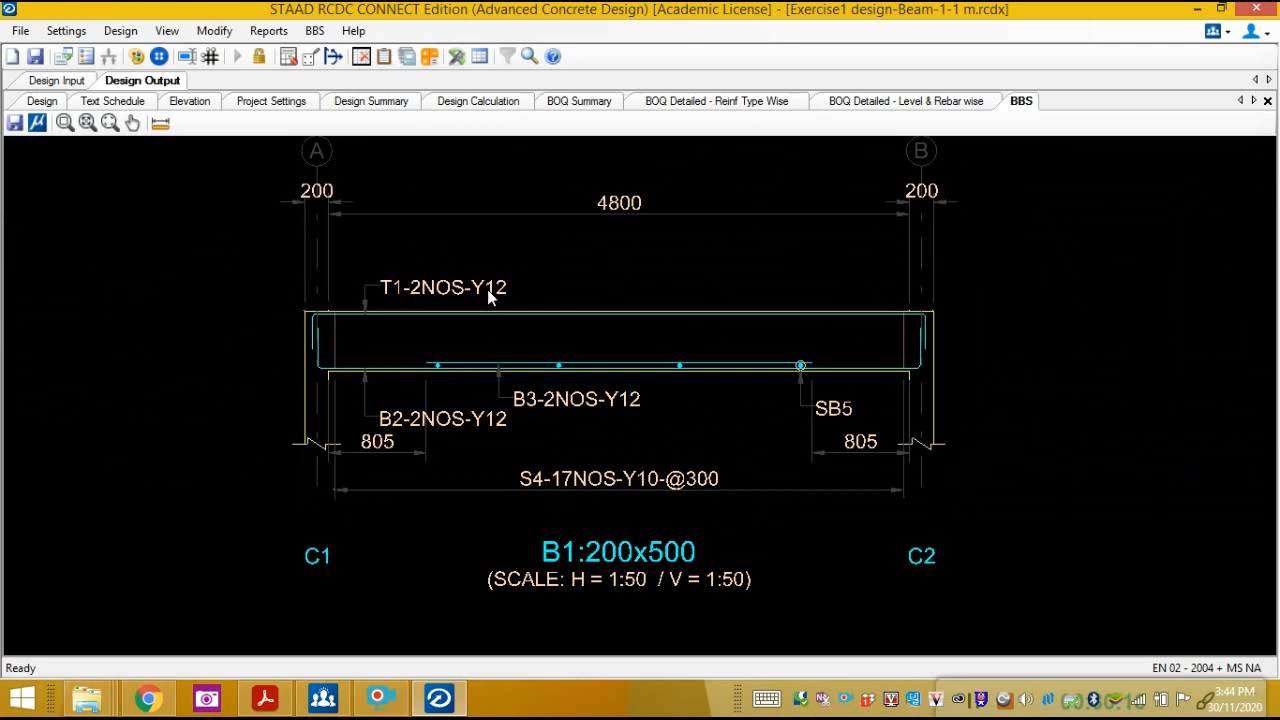 STAAD RCDC CONNECT Edition (Advanced Concrete Design) [Academic License] - [Exercise1 design-Beam-1-1 m.rcdx]
File Settings Design View Modify Reports BBS Help
Design Input Design Output
Design Text Schedule Elevation Project Settings Design Summary Design Calculation BOQ Summary BOQ Detailed - Reinf Type Wise BOQ Detailed - Level & Rebar wise BBS
A B
200 4800 200
T1-2NOS-Y12
B3-2NOS-Y12
SB5
B2-2NOS-Y12
805 805
S4-17NOS-Y10-@300
C1 B1:200x500 C2
(SCALE: H = 1:50 / V = 1:50)
Ready EN 02 - 2004 + MS NA
3:44 PM
30/11/2020